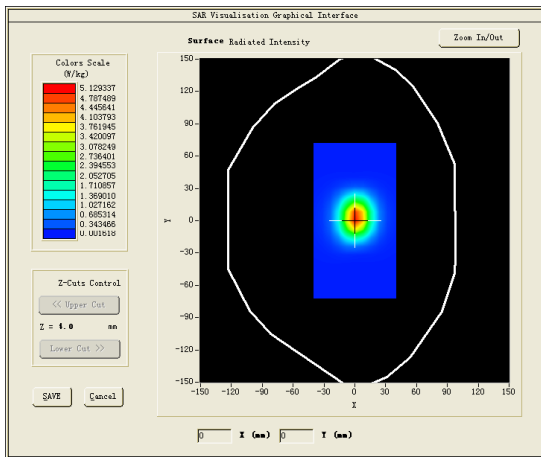 SAR Visualisation Graphical Interface
Surface Radiated Intensity
Zoom In/Out
Colors Scale
(W/kg)
5.129337
4.787489
4.445641
4.103793
3.761945
3.420097
3.078249
2.736401
2.394553
2.052705
1.710857
1.369010
1.027162
0.685314
0.343466
0.001618
Z-Cuts Control
<< Upper Cut
Z = 4.0 mm
Lower Cut >>
SAVE
Cancel
150
120
90
60
30
0
-30
-60
-90
-120
-150
Y
-150 -120 -90 -60 -30 0 30 60 90 120 150
X
0 X (mm) 0 Y (mm)